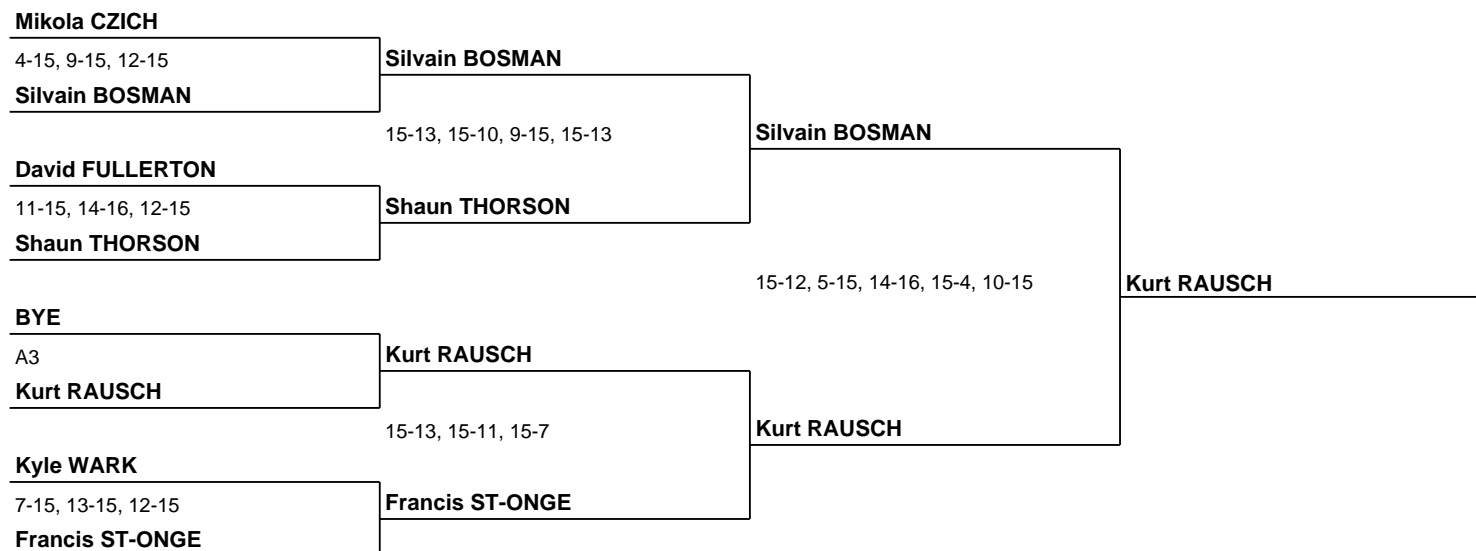 Mikola CZICH
4-15, 9-15, 12-15
Silvain BOSMAN
Silvain BOSMAN
15-13, 15-10, 9-15, 15-13
Silvain BOSMAN
David FULLERTON
11-15, 14-16, 12-15
Shaun THORSON
Shaun THORSON
15-12, 5-15, 14-16, 15-4, 10-15
Kurt RAUSCH
BYE
A3
Kurt RAUSCH
Kurt RAUSCH
15-13, 15-11, 15-7
Kurt RAUSCH
Kyle WARK
7-15, 13-15, 12-15
Francis ST-ONGE
Francis ST-ONGE